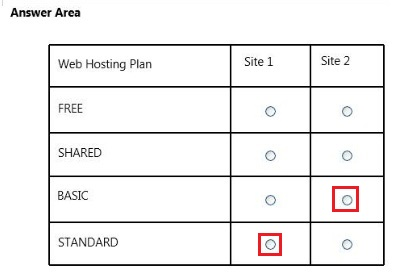 Answer Area
Web Hosting Plan Site 1 Site 2
FREE
SHARED
BASIC
STANDARD